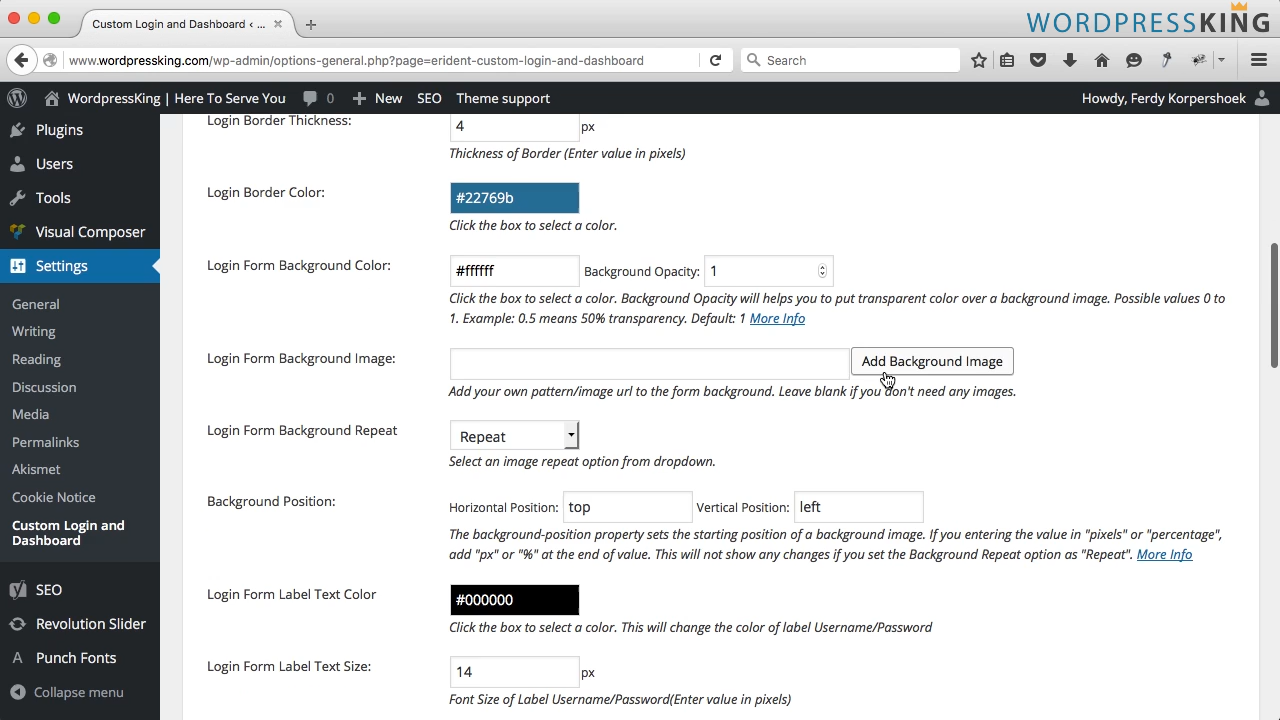 Custom Login and Dashboard ‹ ...
WORDPRESSKING
www.wordpressking.com/wp-admin/options-general.php?page=erident-custom-login-and-dashboard
Search
WordpressKing | Here To Serve You
0
New
SEO
Theme support
Howdy, Ferdy Korpershoek
Plugins
Users
Tools
Visual Composer
Settings
General
Writing
Reading
Discussion
Media
Permalinks
Akismet
Cookie Notice
Custom Login and
Dashboard
SEO
Revolution Slider
Punch Fonts
Collapse menu
Login Border Thickness:
4 px
Thickness of Border (Enter value in pixels)
Login Border Color:
#22769b
Click the box to select a color.
Login Form Background Color:
#ffffff Background Opacity: 1
Click the box to select a color. Background Opacity will helps you to put transparent color over a background image. Possible values 0 to
1. Example: 0.5 means 50% transparency. Default: 1 More Info
Login Form Background Image:
Add Background Image
Add your own pattern/image url to the form background. Leave blank if you don't need any images.
Login Form Background Repeat
Repeat
Select an image repeat option from dropdown.
Background Position:
Horizontal Position: top Vertical Position: left
The background-position property sets the starting position of a background image. If you entering the value in "pixels" or "percentage",
add "px" or "%" at the end of value. This will not show any changes if you set the Background Repeat option as "Repeat". More Info
Login Form Label Text Color
#000000
Click the box to select a color. This will change the color of label Username/Password
Login Form Label Text Size:
14 px
Font Size of Label Username/Password(Enter value in pixels)